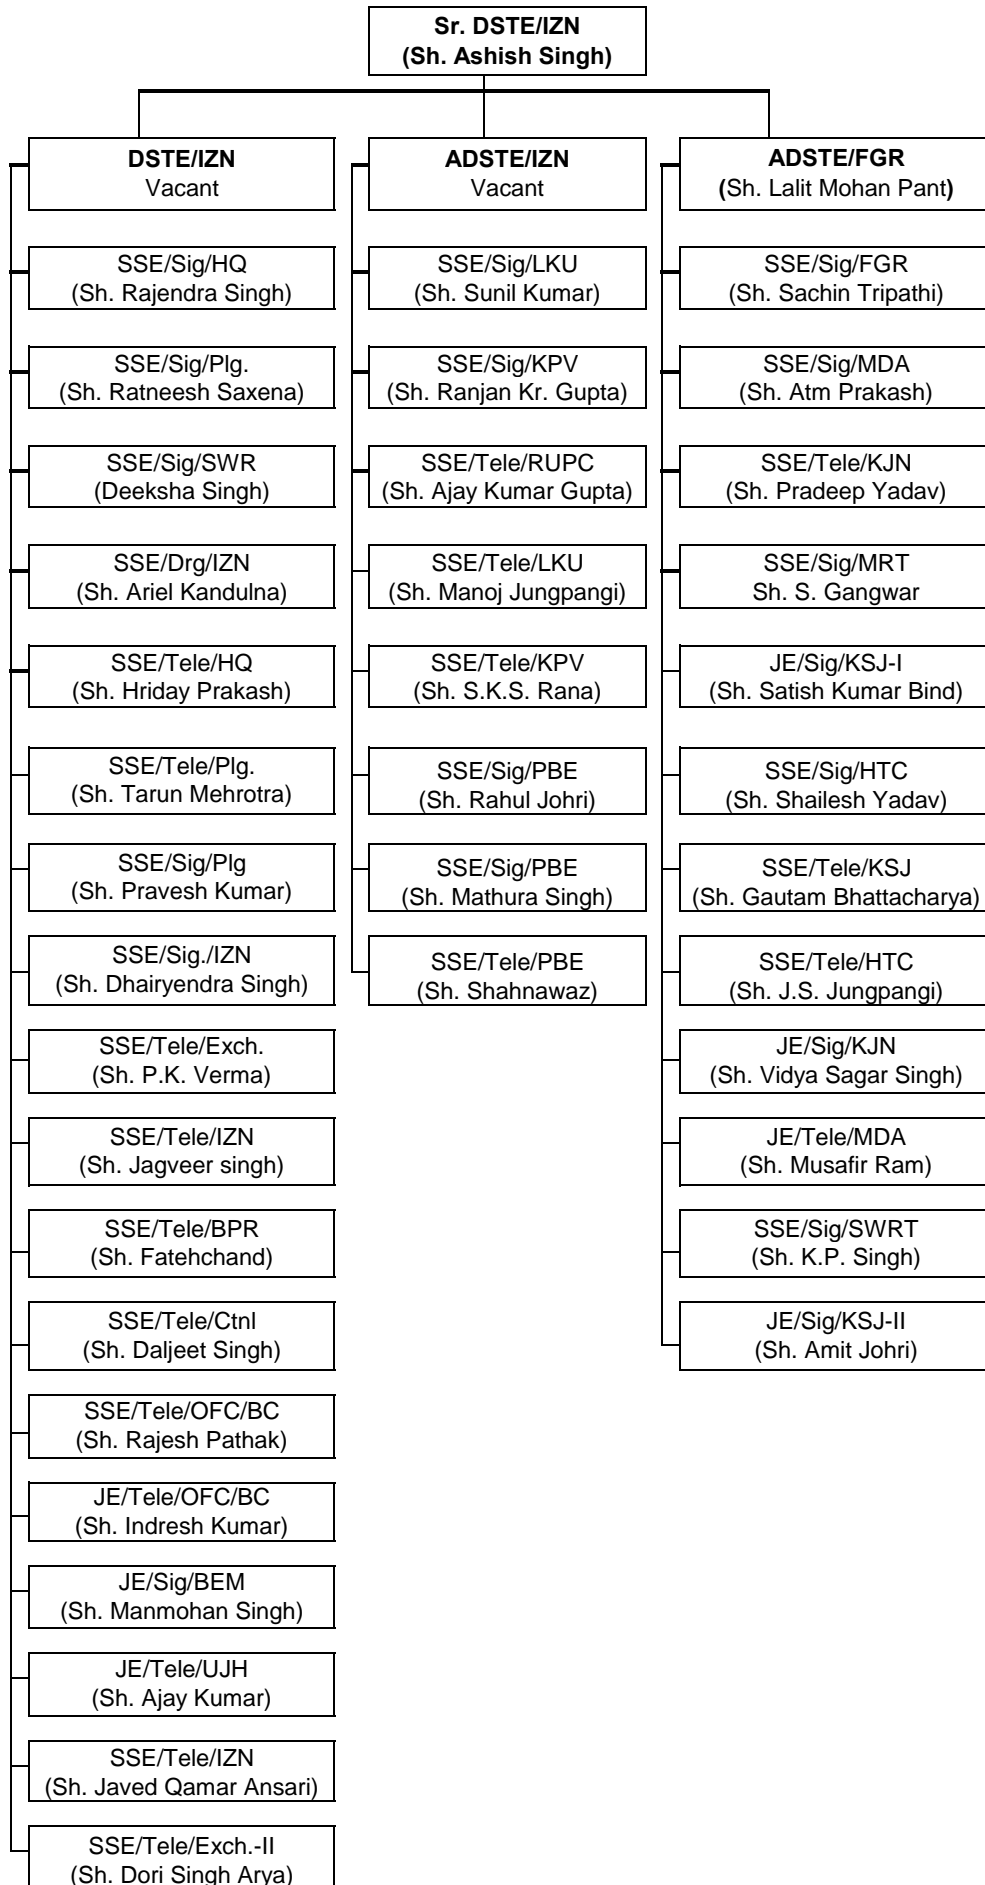 Sr. DSTE/IZN
(Sh. Ashish Singh)
DSTE/IZN
Vacant
SSE/Sig/HQ
(Sh. Rajendra Singh)
SSE/Sig/Plg.
(Sh. Ratneesh Saxena)
SSE/Sig/SWR
(Deeksha Singh)
SSE/Drg/IZN
(Sh. Ariel Kandulna)
SSE/Tele/HQ
(Sh. Hriday Prakash)
SSE/Tele/Plg.
(Sh. Tarun Mehrotra)
SSE/Sig/Plg
(Sh. Pravesh Kumar)
SSE/Sig./IZN
(Sh. Dhairyendra Singh)
SSE/Tele/Exch.
(Sh. P.K. Verma)
SSE/Tele/IZN
(Sh. Jagveer singh)
SSE/Tele/BPR
(Sh. Fatehchand)
SSE/Tele/Ctnl
(Sh. Daljeet Singh)
SSE/Tele/OFC/BC
(Sh. Rajesh Pathak)
JE/Tele/OFC/BC
(Sh. Indresh Kumar)
JE/Sig/BEM
(Sh. Manmohan Singh)
JE/Tele/UJH
(Sh. Ajay Kumar)
SSE/Tele/IZN
(Sh. Javed Qamar Ansari)
SSE/Tele/Exch.-II
(Sh. Dori Singh Arya)
ADSTE/IZN
Vacant
SSE/Sig/LKU
(Sh. Sunil Kumar)
SSE/Sig/KPV
(Sh. Ranjan Kr. Gupta)
SSE/Tele/RUPC
(Sh. Ajay Kumar Gupta)
SSE/Tele/LKU
(Sh. Manoj Jungpangi)
SSE/Tele/KPV
(Sh. S.K.S. Rana)
SSE/Sig/PBE
(Sh. Rahul Johri)
SSE/Sig/PBE
(Sh. Mathura Singh)
SSE/Tele/PBE
(Sh. Shahnawaz)
ADSTE/FGR
(Sh. Lalit Mohan Pant)
SSE/Sig/FGR
(Sh. Sachin Tripathi)
SSE/Sig/MDA
(Sh. Atm Prakash)
SSE/Tele/KJN
(Sh. Pradeep Yadav)
SSE/Sig/MRT
Sh. S. Gangwar
JE/Sig/KSJ-I
(Sh. Satish Kumar Bind)
SSE/Sig/HTC
(Sh. Shailesh Yadav)
SSE/Tele/KSJ
(Sh. Gautam Bhattacharya)
SSE/Tele/HTC
(Sh. J.S. Jungpangi)
JE/Sig/KJN
(Sh. Vidya Sagar Singh)
JE/Tele/MDA
(Sh. Musafir Ram)
SSE/Sig/SWRT
(Sh. K.P. Singh)
JE/Sig/KSJ-II
(Sh. Amit Johri)